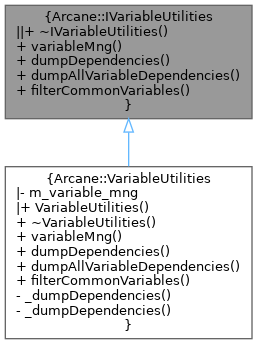 {Arcane::IVariableUtilities
||+ ~IVariableUtilities()
+ variableMng()
+ dumpDependencies()
+ dumpAllVariableDependencies()
+ filterCommonVariables()
}
{Arcane::VariableUtilities
|- m_variable_mng
|+ VariableUtilities()
+ ~VariableUtilities()
+ variableMng()
+ dumpDependencies()
+ dumpAllVariableDependencies()
+ filterCommonVariables()
- _dumpDependencies()
- _dumpDependencies()
}